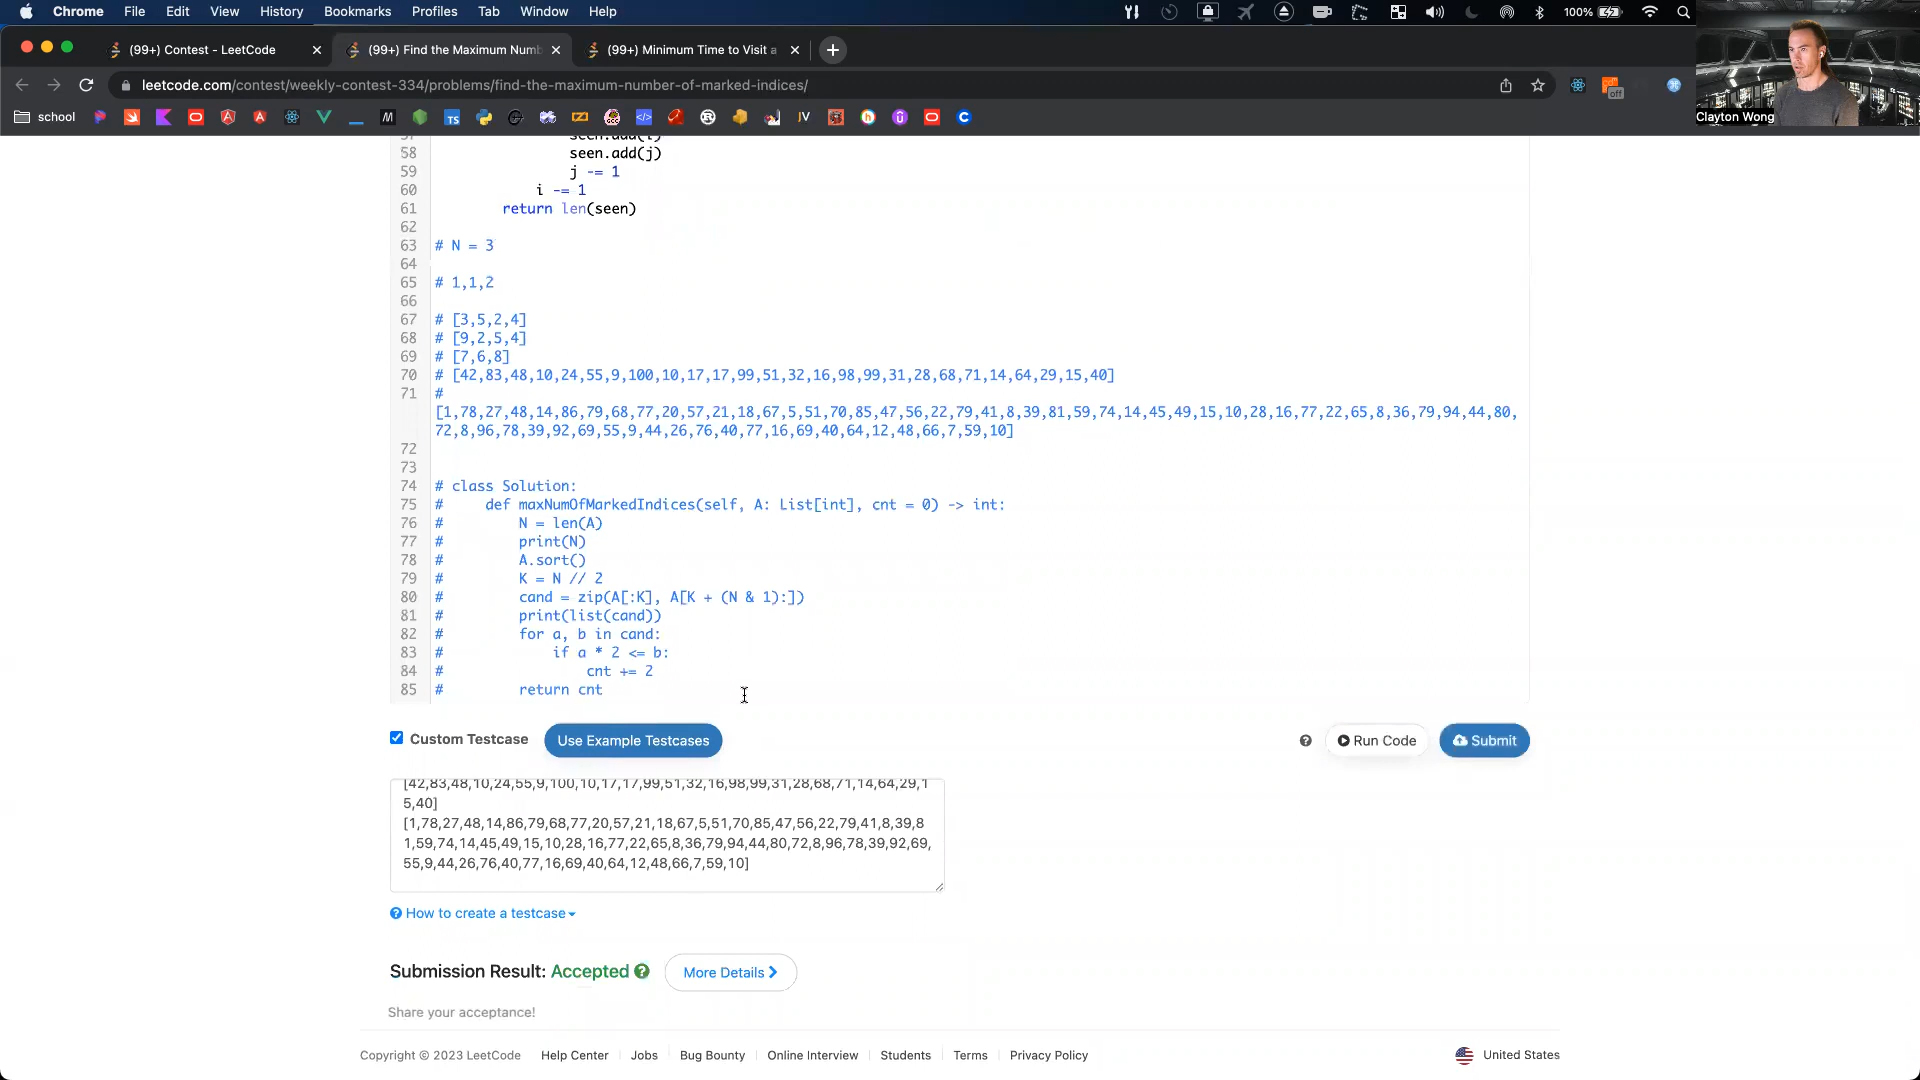 Chrome File Edit View History Bookmarks Profiles Tab Window Help 100%
(99+) Contest - LeetCode
(99+) Find the Maximum Numb
(99+) Minimum Time to Visit a
leetcode.com/contest/weekly-contest-334/problems/find-the-maximum-number-of-marked-indices/
off
school
M
TS
JV
Clayton Wong
58 seen.add(j)
59 j -= 1
60 i -= 1
61 return len(seen)
62
63 # N = 3
64
65 # 1,1,2
66
67 # [3,5,2,4]
68 # [9,2,5,4]
69 # [7,6,8]
70 # [42,83,48,10,24,55,9,100,10,17,17,99,51,32,16,98,99,31,28,68,71,14,64,29,15,40]
71 #
[1,78,27,48,14,86,79,68,77,20,57,21,18,67,5,51,70,85,47,56,22,79,41,8,39,81,59,74,14,45,49,15,10,28,16,77,22,65,8,36,79,94,44,80,
72,8,96,78,39,92,69,55,9,44,26,76,40,77,16,69,40,64,12,48,66,7,59,10]
72
73
74 # class Solution:
75 # def maxNumOfMarkedIndices(self, A: List[int], cnt = 0) -> int:
76 # N = len(A)
77 # print(N)
78 # A.sort()
79 # K = N // 2
80 # cand = zip(A[:K], A[K + (N & 1):])
81 # print(list(cand))
82 # for a, b in cand:
83 # if a * 2 <= b:
84 # cnt += 2
85 # return cnt
Custom Testcase Use Example Testcases Run Code Submit
[42,83,48,10,24,55,9,100,10,17,17,99,51,32,16,98,99,31,28,68,71,14,64,29,1
5,40]
[1,78,27,48,14,86,79,68,77,20,57,21,18,67,5,51,70,85,47,56,22,79,41,8,39,8
1,59,74,14,45,49,15,10,28,16,77,22,65,8,36,79,94,44,80,72,8,96,78,39,92,69,
55,9,44,26,76,40,77,16,69,40,64,12,48,66,7,59,10]
How to create a testcase
Submission Result: Accepted More Details
Share your acceptance!
Copyright © 2023 LeetCode Help Center Jobs Bug Bounty Online Interview Students Terms Privacy Policy United States